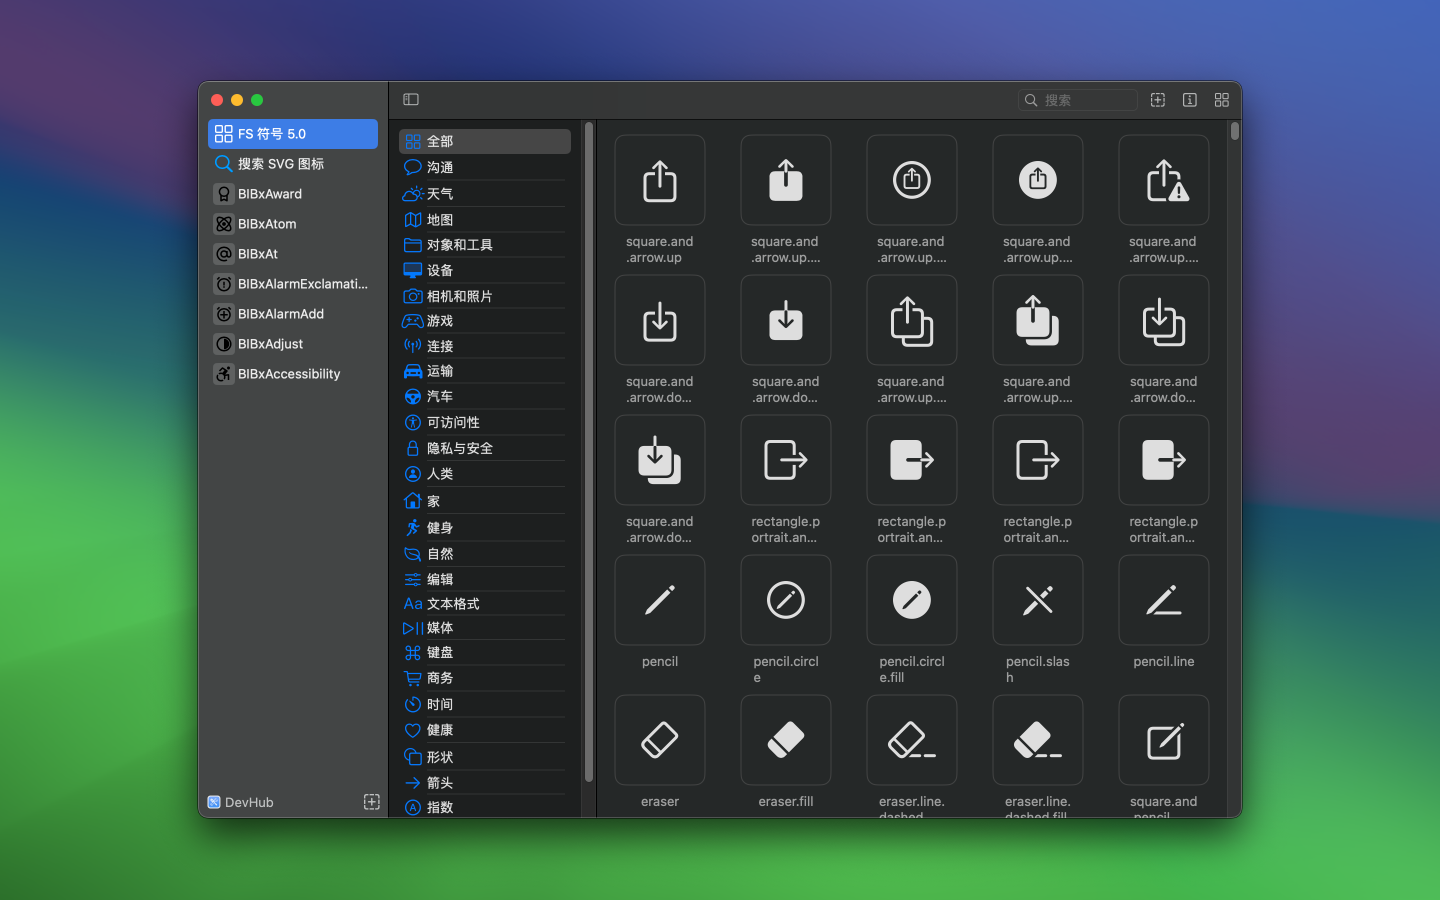 搜索
FS 符号 5.0
搜索 SVG 图标
BIBxAward
BIBxAtom
BIBxAt
BIBxAlarmExclamati...
BIBxAlarmAdd
BIBxAdjust
BIBxAccessibility
DevHub
全部
沟通
天气
地图
对象和工具
设备
相机和照片
游戏
连接
运输
汽车
可访问性
隐私与安全
人类
家
健身
自然
编辑
Aa 文本格式
媒体
键盘
商务
时间
健康
形状
箭头
A 指数
square.and
.arrow.up
square.and
.arrow.up....
square.and
.arrow.up....
square.and
.arrow.up....
square.and
.arrow.up....
square.and
.arrow.do...
square.and
.arrow.do...
square.and
.arrow.up....
square.and
.arrow.up....
square.and
.arrow.do...
square.and
.arrow.do...
rectangle.p
ortrait.an...
rectangle.p
ortrait.an...
rectangle.p
ortrait.an...
rectangle.p
ortrait.an...
pencil
pencil.circl
e
pencil.circl
e.fill
pencil.slas
h
pencil.line
eraser
eraser.fill
eraser.line.
dashed
eraser.line.
dashed.fill
square.and
.pencil